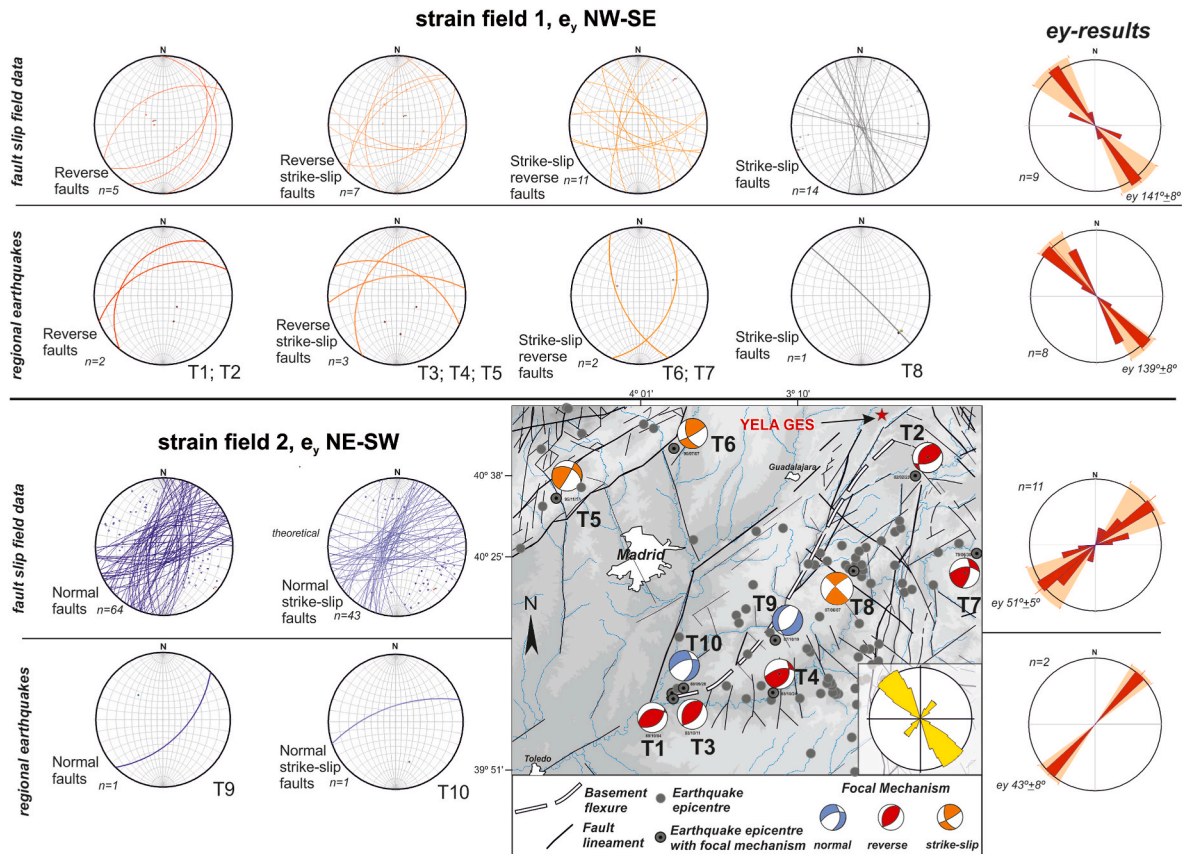 strain field 1, ey NW-SE
ey-results
fault slip field data
N
N
N
N
N
Reverse
faults
n=5
Reverse
strike-slip
faults
n=7
Strike-slip
reverse
faults
n=11
Strike-slip
faults
n=14
n=9
ey 141º±8º
regional earthquakes
N
N
N
N
N
Reverse
faults
n=2
T1; T2
Reverse
strike-slip
faults
n=3
T3; T4; T5
Strike-slip
reverse
faults
n=2
T6; T7
Strike-slip
faults
n=1
T8
n=8
ey 139º±8º
strain field 2, ey NE-SW
fault slip field data
N
N
Normal
faults
n=64
theoretical
Normal
strike-slip
faults
n=43
N
n=11
ey 51º±5º
regional earthquakes
N
N
Normal
faults
n=1
T9
Normal
strike-slip
faults
n=1
T10
N
n=2
ey 43º±8º
4º 01'
3º 10'
YELA GES
T6
T2
40º 38'
Guadalajara
T5
Madrid
40º 25'
T7
T8
T9
N
T10
T4
T1
T3
Toledo
39º 51'
Basement
flexure
Earthquake
epicentre
Fault
lineament
Earthquake epicentre
with focal mechanism
Focal Mechanism
normal
reverse
strike-slip